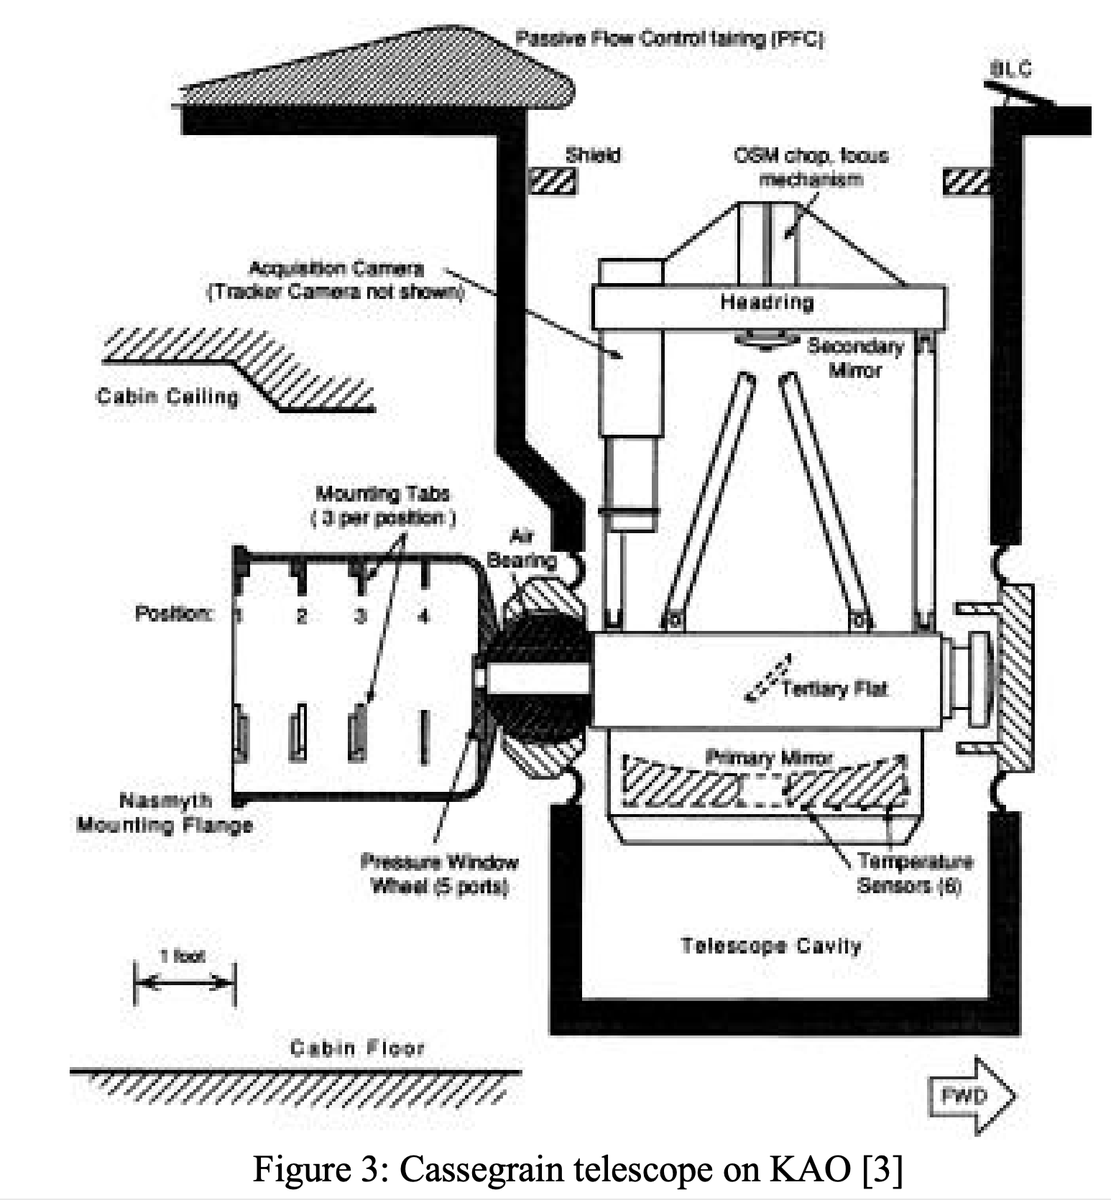 Passive Flow Control fairing (PFC)
BLC
Shield
OSM chop, focus
mechanism
Acquisition Camera
(Tracker Camera not shown)
Headring
Secondary
Mirror
Cabin Ceiling
Mounting Tabs
( 3 per position )
Air
Bearing
Position: 1 2 3 4
Tertiary Flat
Primary Mirror
Nasmyth
Mounting Flange
Pressure Window
Wheel (5 ports)
Temperature
Sensors (6)
Telescope Cavity
1 foot
Cabin Floor
FWD
Figure 3: Cassegrain telescope on KAO [3]